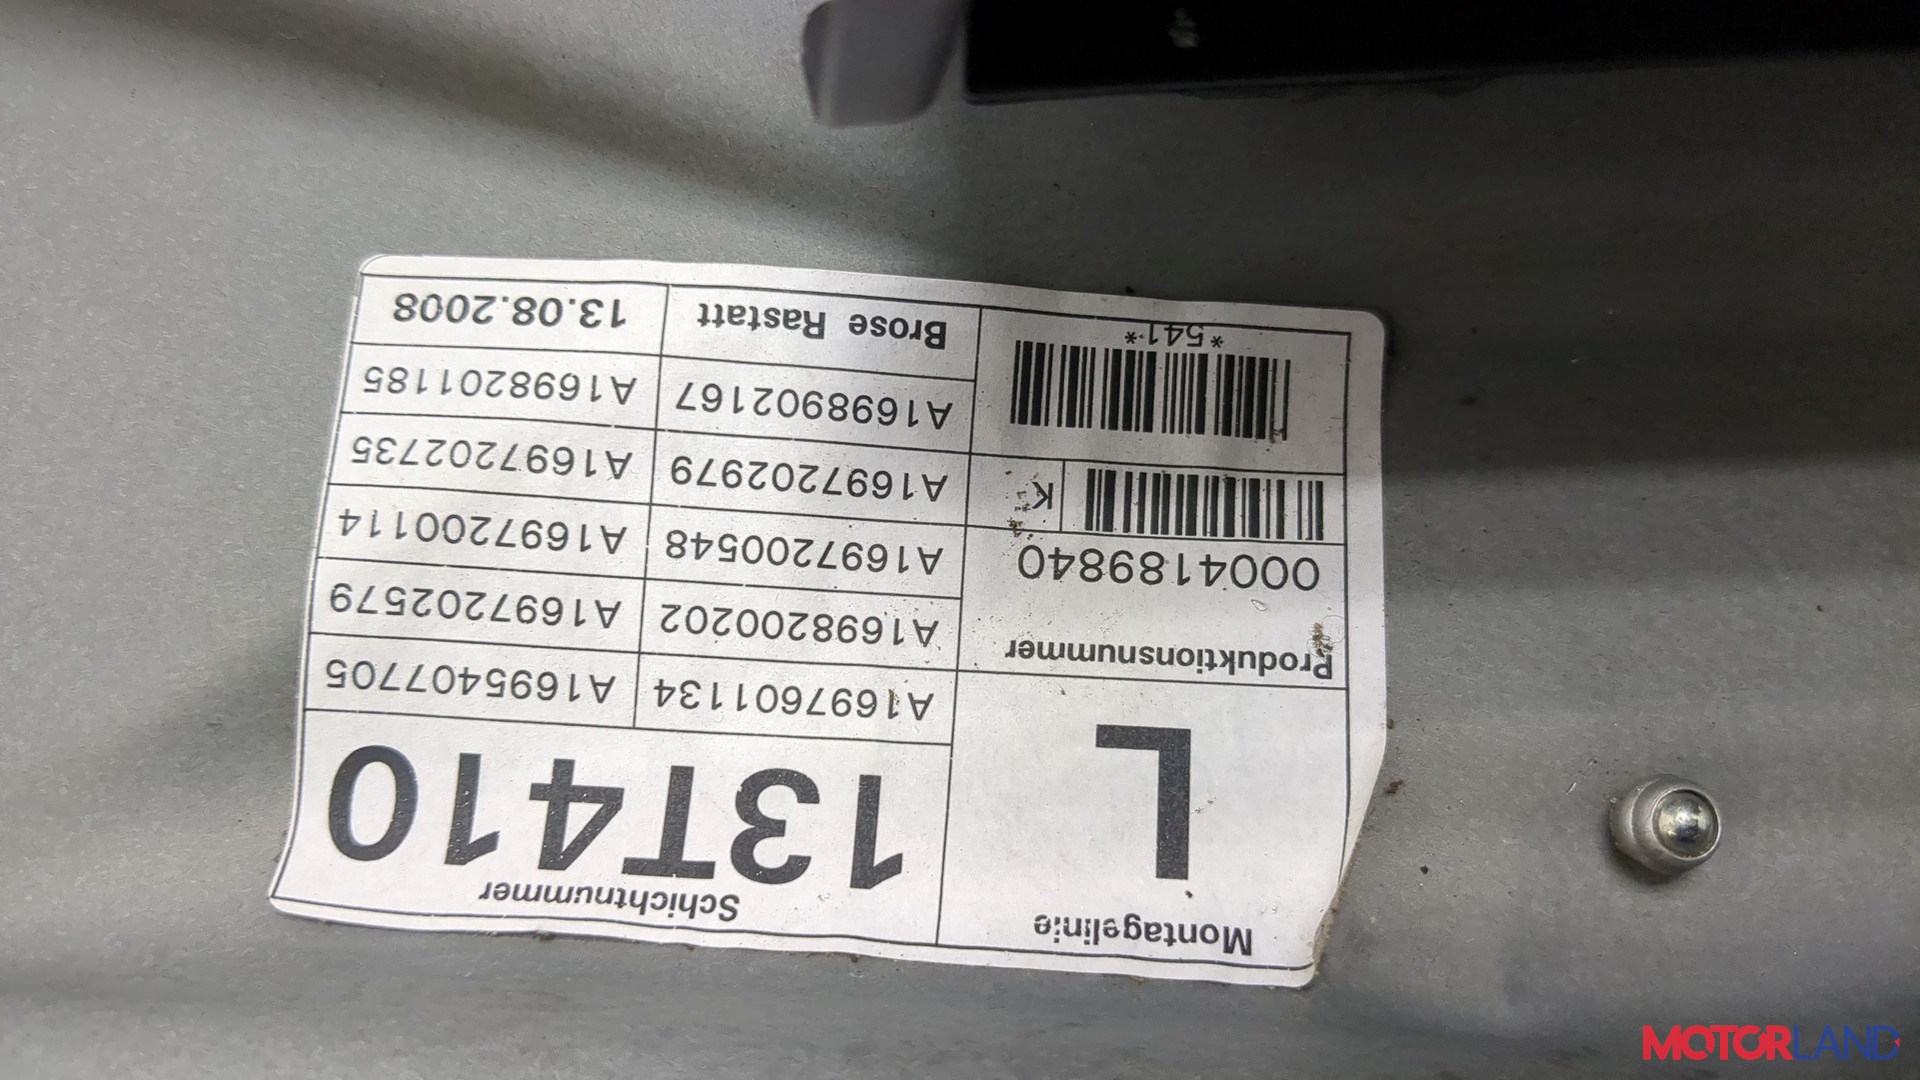 Montagelinie
Schichtnummer
L
13T410
A1697601134
A1695407705
Produktionsnummer
A1698200202
A1697202579
0004189840
A1697200548
A1697200114
K
A1697202979
A1697202735
A1698902167
A1698201185
*541*
Brose Rastatt
13.08.2008
MOTORLAND